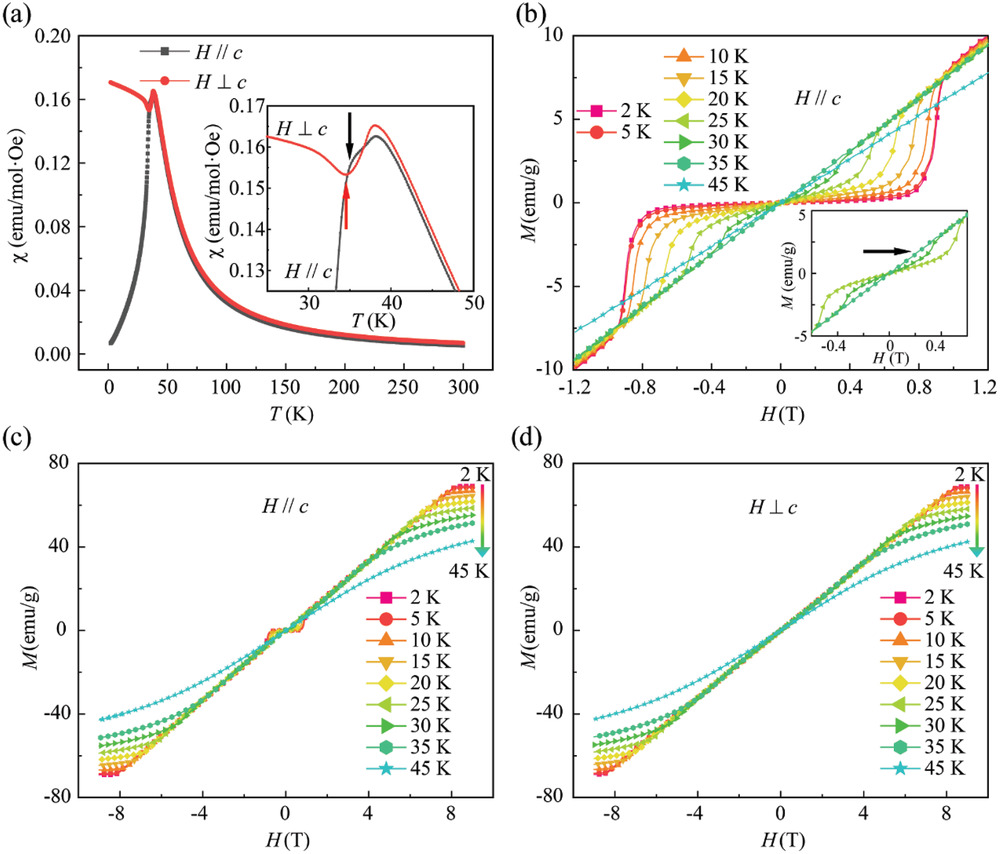 (a)
0.20
0.16
0.12
0.08
0.04
0.00
χ (emu/mol·Oe)
H // c
H ⊥ c
0.17
0.16
0.15
0.14
0.13
χ (emu/mol·Oe)
H ⊥ c
H // c
30 40 50
T (K)
0 50 100 150 200 250 300
T (K)
(b)
10
5
0
-5
-10
M(emu/g)
2 K
5 K
10 K
15 K
20 K
25 K
30 K
35 K
45 K
H // c
5
0
-5
M (emu/g)
0.0 0.4
H (T)
-1.2 -0.8 -0.4 0 0.4 0.8 1.2
H (T)
(c)
80
40
0
-40
-80
M(emu/g)
H // c
2 K
45 K
2 K
5 K
10 K
15 K
20 K
25 K
30 K
35 K
45 K
-8 -4 0 4 8
H (T)
(d)
80
40
0
-40
-80
M(emu/g)
H ⊥ c
2 K
45 K
2 K
5 K
10 K
15 K
20 K
25 K
30 K
35 K
45 K
-8 -4 0 4 8
H (T)